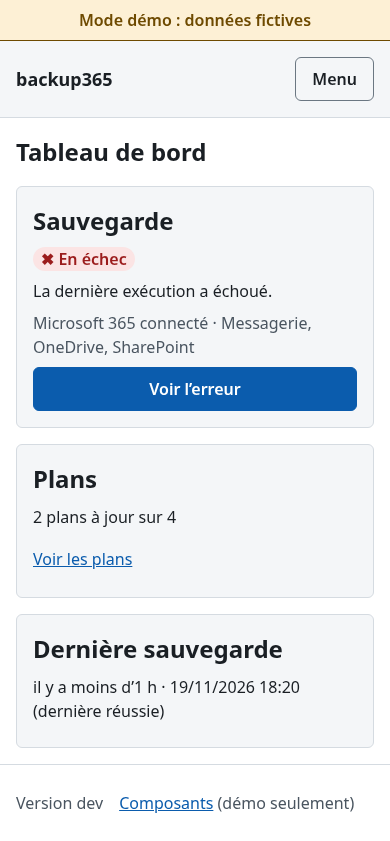 Mode démo : données fictives
backup365
Menu
Tableau de bord
Sauvegarde
✖ En échec
La dernière exécution a échoué.
Microsoft 365 connecté · Messagerie,
OneDrive, SharePoint
Voir l’erreur
Plans
2 plans à jour sur 4
Voir les plans
Dernière sauvegarde
il y a moins d’1 h · 19/11/2026 18:20
(dernière réussie)
Version dev Composants (démo seulement)